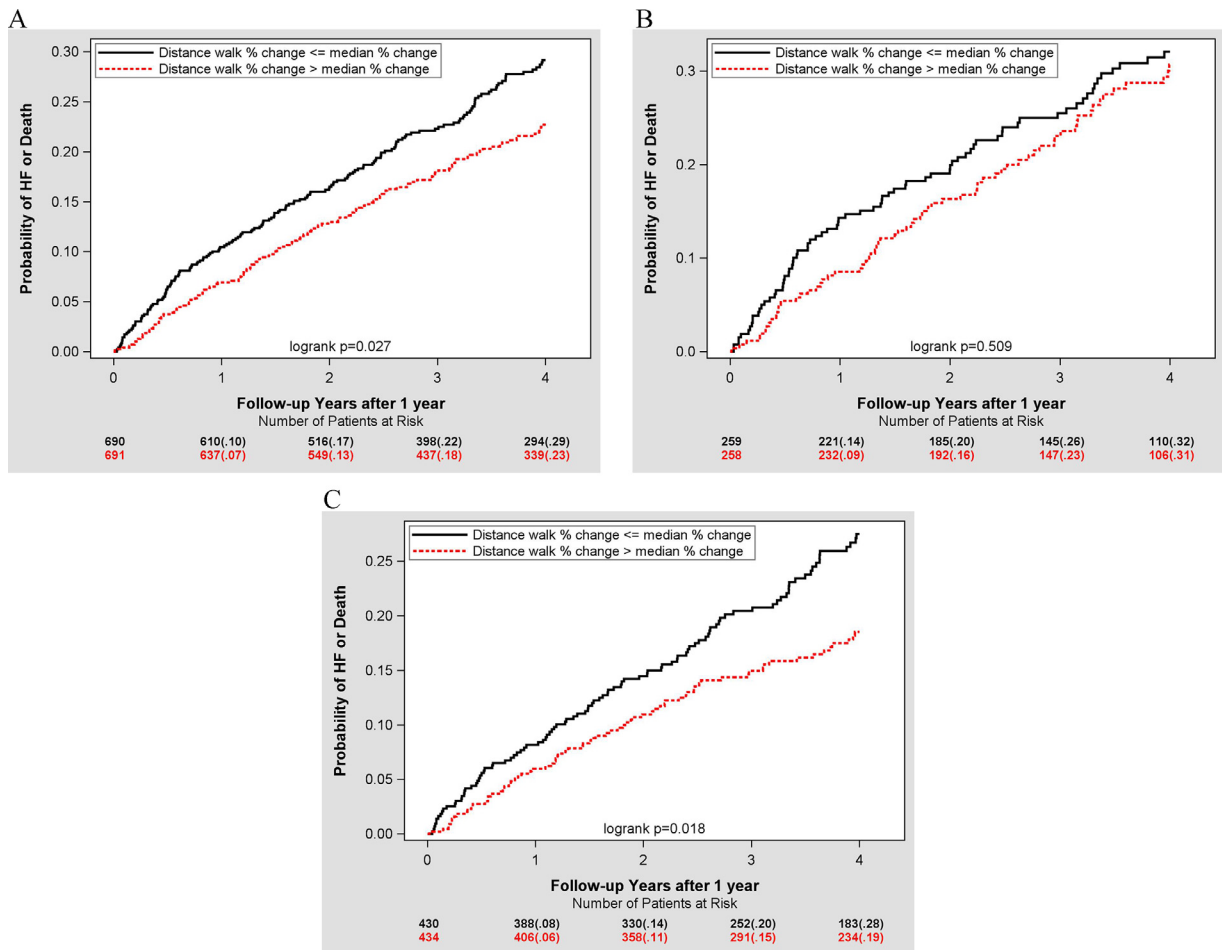 A
Distance walk % change <= median % change
Distance walk % change > median % change
0.30
0.25
0.20
0.15
0.10
0.05
0.00
Probability of HF or Death
logrank p=0.027
0 1 2 3 4
Follow-up Years after 1 year
Number of Patients at Risk
690 610(.10) 516(.17) 398(.22) 294(.29)
691 637(.07) 549(.13) 437(.18) 339(.23)
B
Distance walk % change <= median % change
Distance walk % change > median % change
0.3
0.2
0.1
0.0
Probability of HF or Death
logrank p=0.509
0 1 2 3 4
Follow-up Years after 1 year
Number of Patients at Risk
259 221(.14) 185(.20) 145(.26) 110(.32)
258 232(.09) 192(.16) 147(.23) 106(.31)
C
Distance walk % change <= median % change
Distance walk % change > median % change
0.25
0.20
0.15
0.10
0.05
0.00
Probability of HF or Death
logrank p=0.018
0 1 2 3 4
Follow-up Years after 1 year
Number of Patients at Risk
430 388(.08) 330(.14) 252(.20) 183(.28)
434 406(.06) 358(.11) 291(.15) 234(.19)